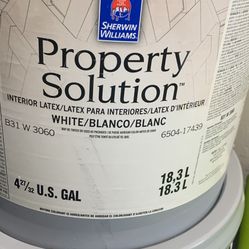 SHERWIN
WILLIAMS.
Property
Solution™
INTERIOR LATEX/LATEX PARA INTERIORES/LATEX D'INTÉRIEUR
WHITE/BLANCO/BLANC
B31 W 3060
6504-17439
4 27/32 U.S. GAL
18,3 L
18.3 L